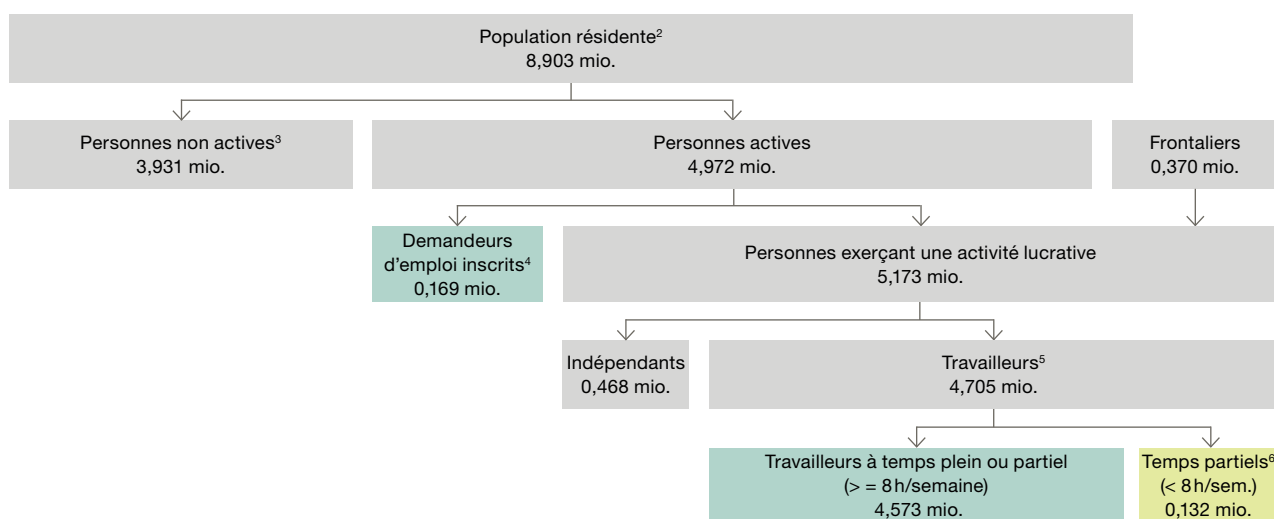 Population résidente²
8,903 mio.
Personnes non actives³
3,931 mio.
Personnes actives
4,972 mio.
Frontaliers
0,370 mio.
Demandeurs
d'emploi inscrits⁴
0,169 mio.
Personnes exerçant une activité lucrative
5,173 mio.
Indépendants
0,468 mio.
Travailleurs⁵
4,705 mio.
Travailleurs à temps plein ou partiel
(> = 8 h/semaine)
4,573 mio.
Temps partiels⁶
(< 8 h/sem.)
0,132 mio.